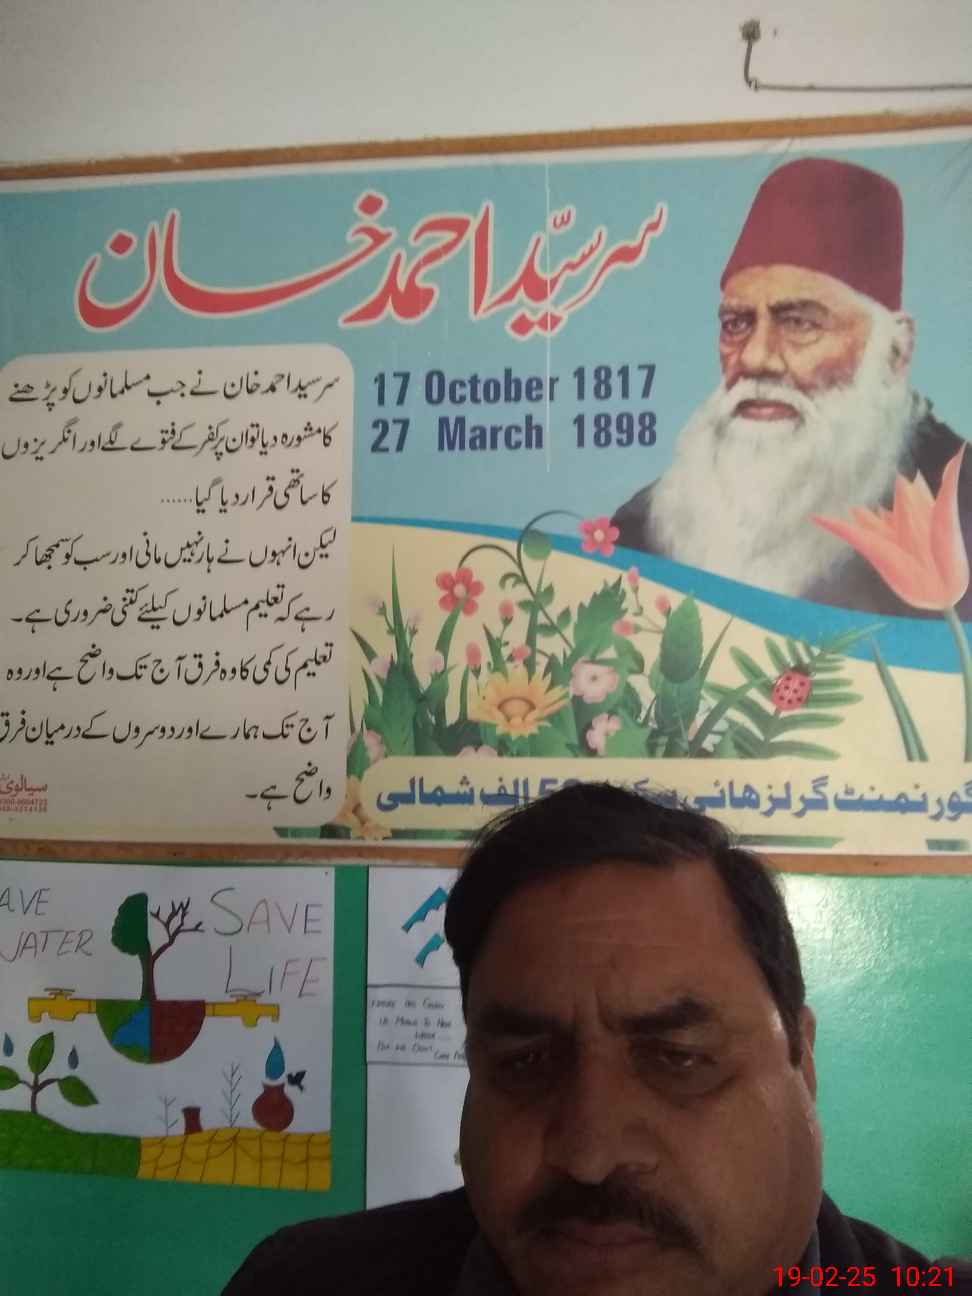 سرسیّد احمد خان
17 October 1817
27 March 1898
سرسید احمد خان نے جب مسلمانوں کو پڑھنے
کا مشورہ دیا تو ان پر کفر کے فتوے لگے اور انگریزوں
کا ساتھی قرار دیا گیا......
لیکن انہوں نے ہار نہیں مانی اور سب کو سمجھا کر
رہے کہ تعلیم مسلمانوں کیلئے کتنی ضروری ہے۔
تعلیم کی کمی کا وہ فرق آج تک واضح ہے اور وہ
آج تک ہمارے اور دوسروں کے درمیان فرق
واضح ہے۔
سیالوی
گورنمنٹ گرلز ہائی الف شمالی
SAVE
LIFE
19-02-25 10:21